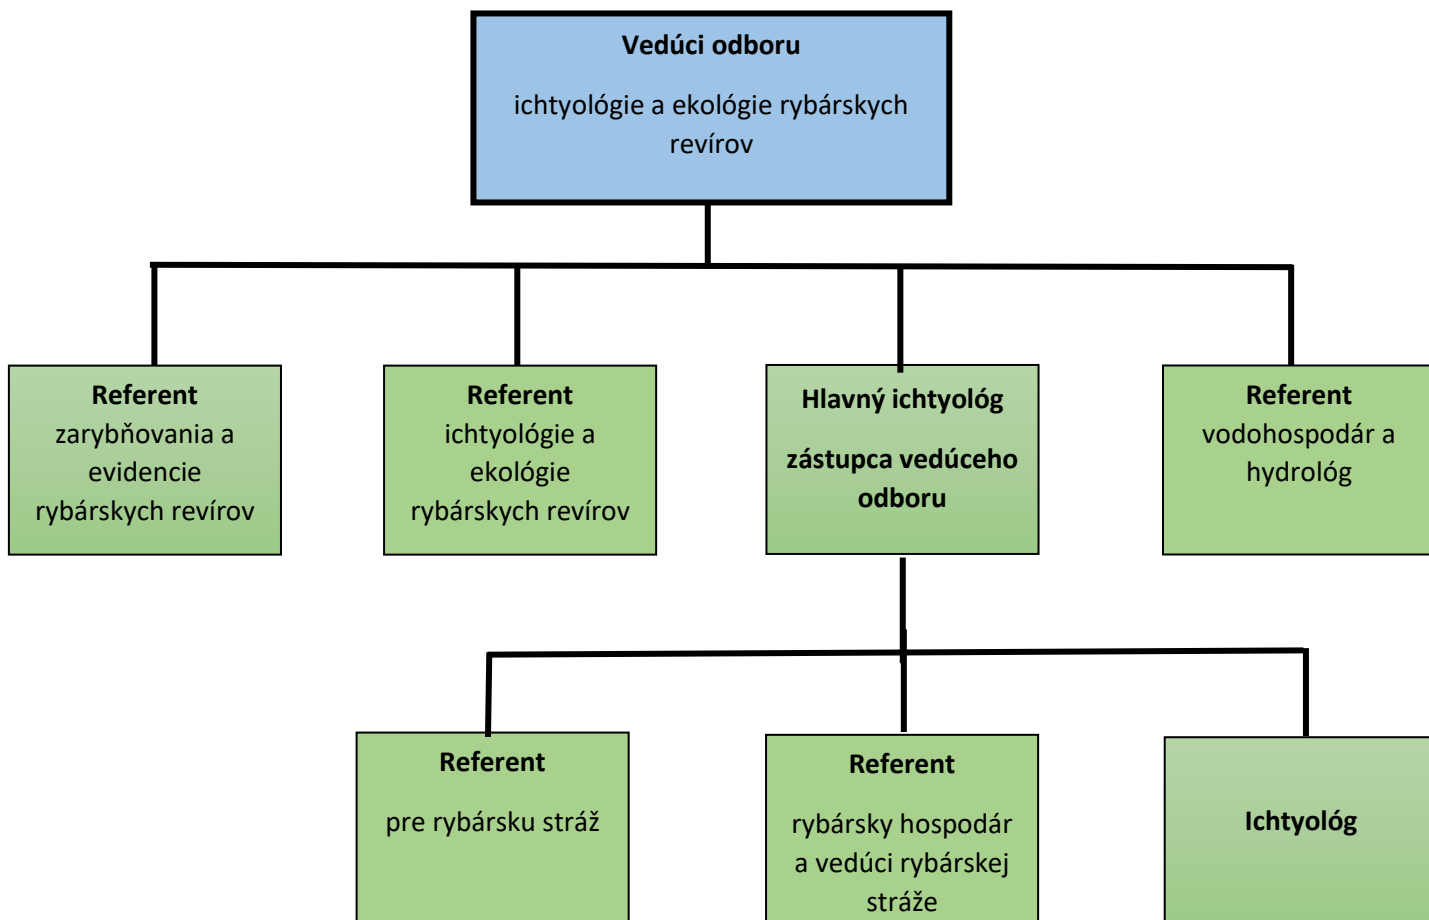 Vedúci odboru
ichtyológie a ekológie rybárskych
revírov
Referent
zarybňovania a
evidencie
rybárskych revírov
Referent
ichtyológie a
ekológie
rybárskych revírov
Hlavný ichtyológ
zástupca vedúceho
odboru
Referent
vodohospodár a
hydrológ
Referent
pre rybársku stráž
Referent
rybársky hospodár
a vedúci rybárskej
stráže
Ichtyológ